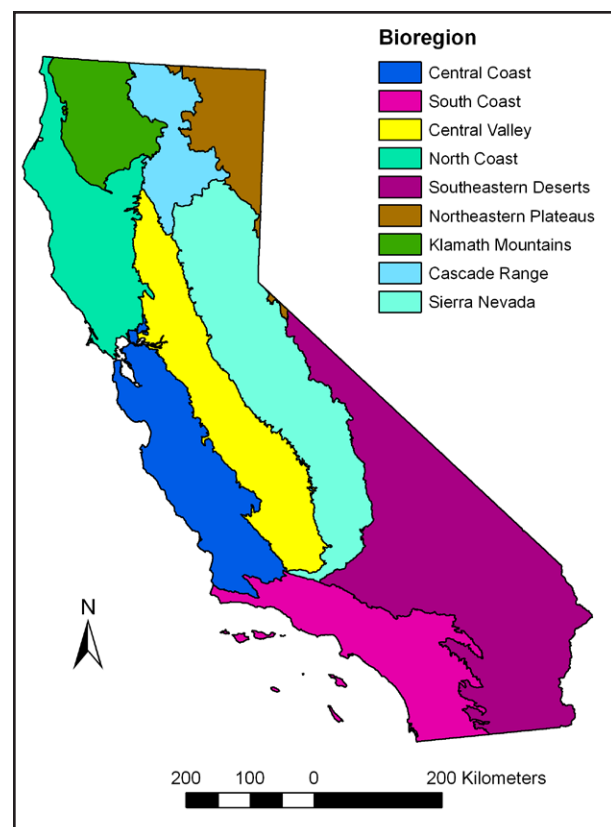 Bioregion
Central Coast
South Coast
Central Valley
North Coast
Southeastern Deserts
Northeastern Plateaus
Klamath Mountains
Cascade Range
Sierra Nevada
N
200 100 0 200 Kilometers